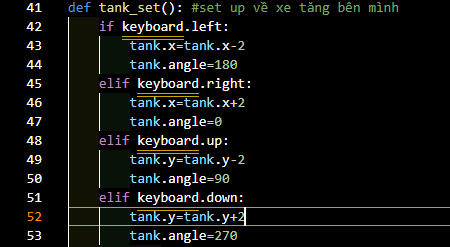 41 def tank_set(): #set up về xe tăng bên mình
42 if keyboard.left:
43 tank.x=tank.x-2
44 tank.angle=180
45 elif keyboard.right:
46 tank.x=tank.x+2
47 tank.angle=0
48 elif keyboard.up:
49 tank.y=tank.y-2
50 tank.angle=90
51 elif keyboard.down:
52 tank.y=tank.y+2
53 tank.angle=270